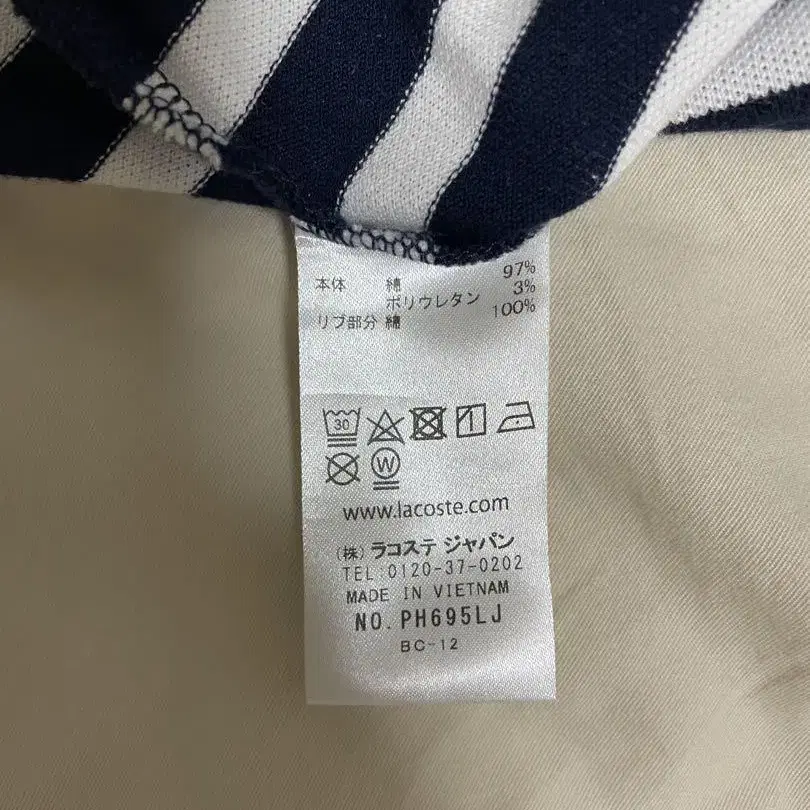 本体 綿 97%
ポリウレタン 3%
リブ部分 綿 100%
30
W
www.lacoste.com
(株) ラコステ ジャパン
TEL:0120-37-0202
MADE IN VIETNAM
NO. PH695LJ
BC-12